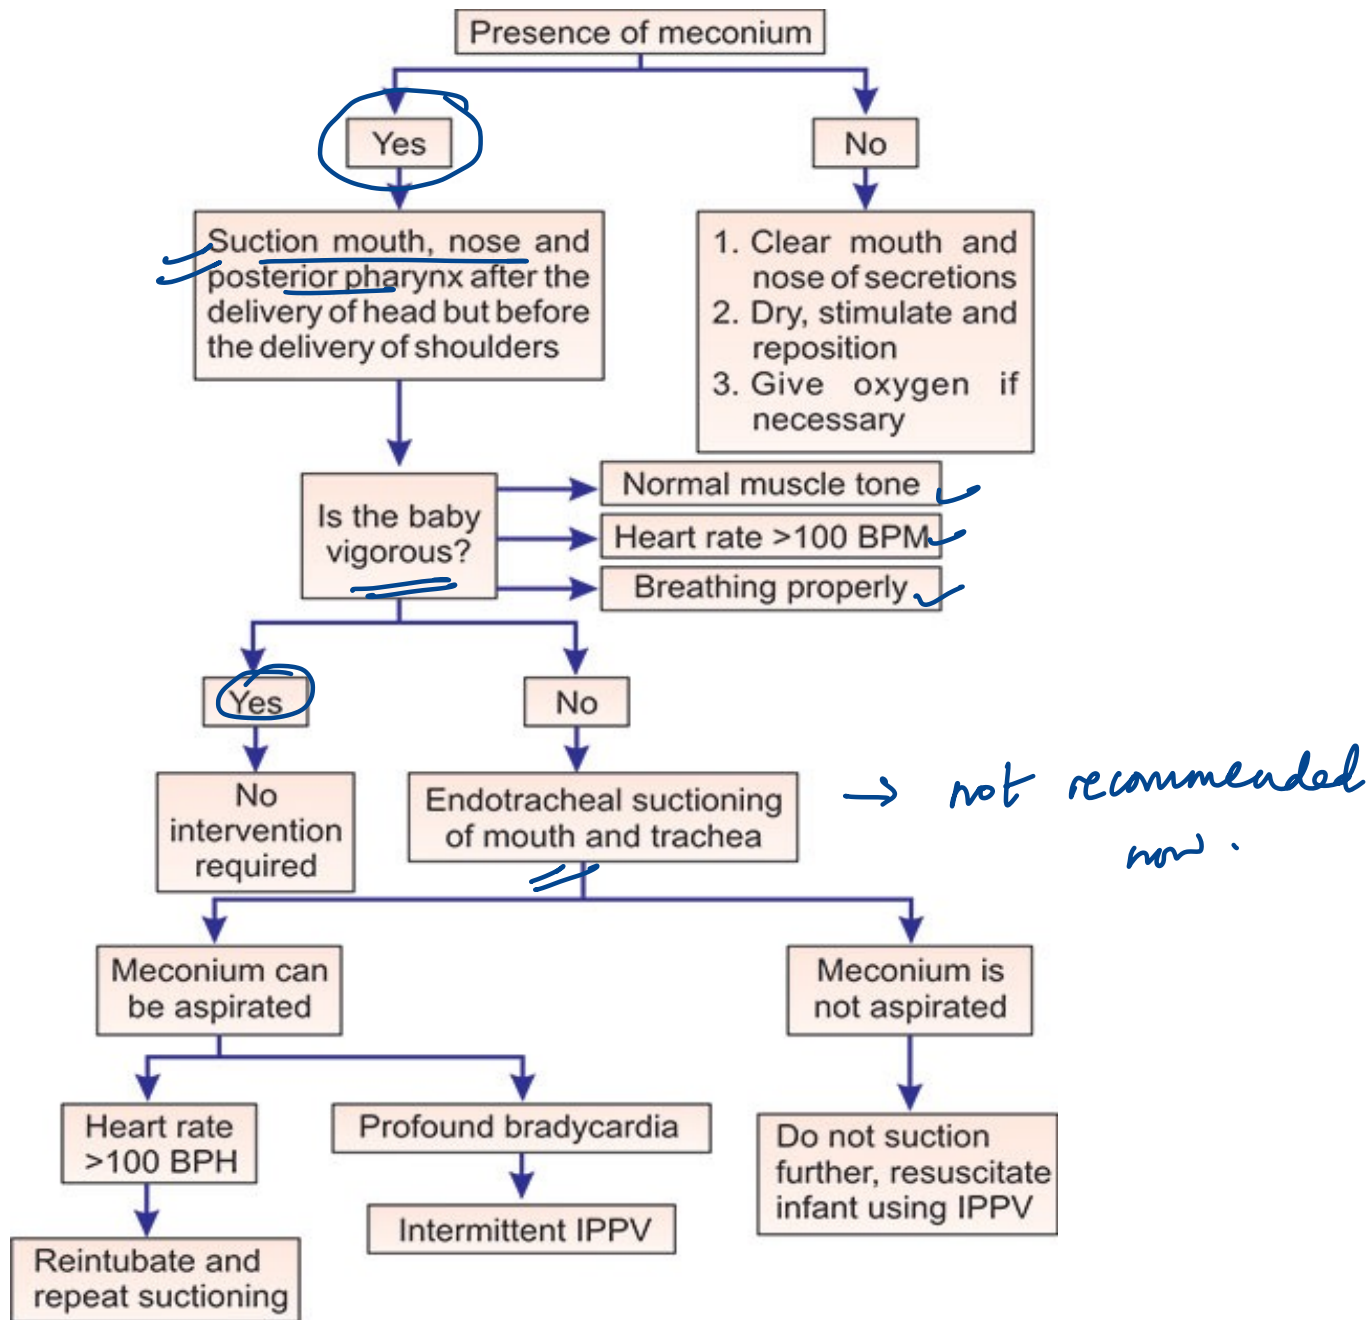 Presence of meconium
Yes
No
Suction mouth, nose and
posterior pharynx after the
delivery of head but before
the delivery of shoulders
1. Clear mouth and
nose of secretions
2. Dry, stimulate and
reposition
3. Give oxygen if
necessary
Is the baby
vigorous?
Normal muscle tone
Heart rate >100 BPM
Breathing properly
Yes
No
No
intervention
required
Endotracheal suctioning
of mouth and trachea
→ not recommended
now.
Meconium can
be aspirated
Meconium is
not aspirated
Heart rate
>100 BPH
Profound bradycardia
Do not suction
further, resuscitate
infant using IPPV
Reintubate and
repeat suctioning
Intermittent IPPV